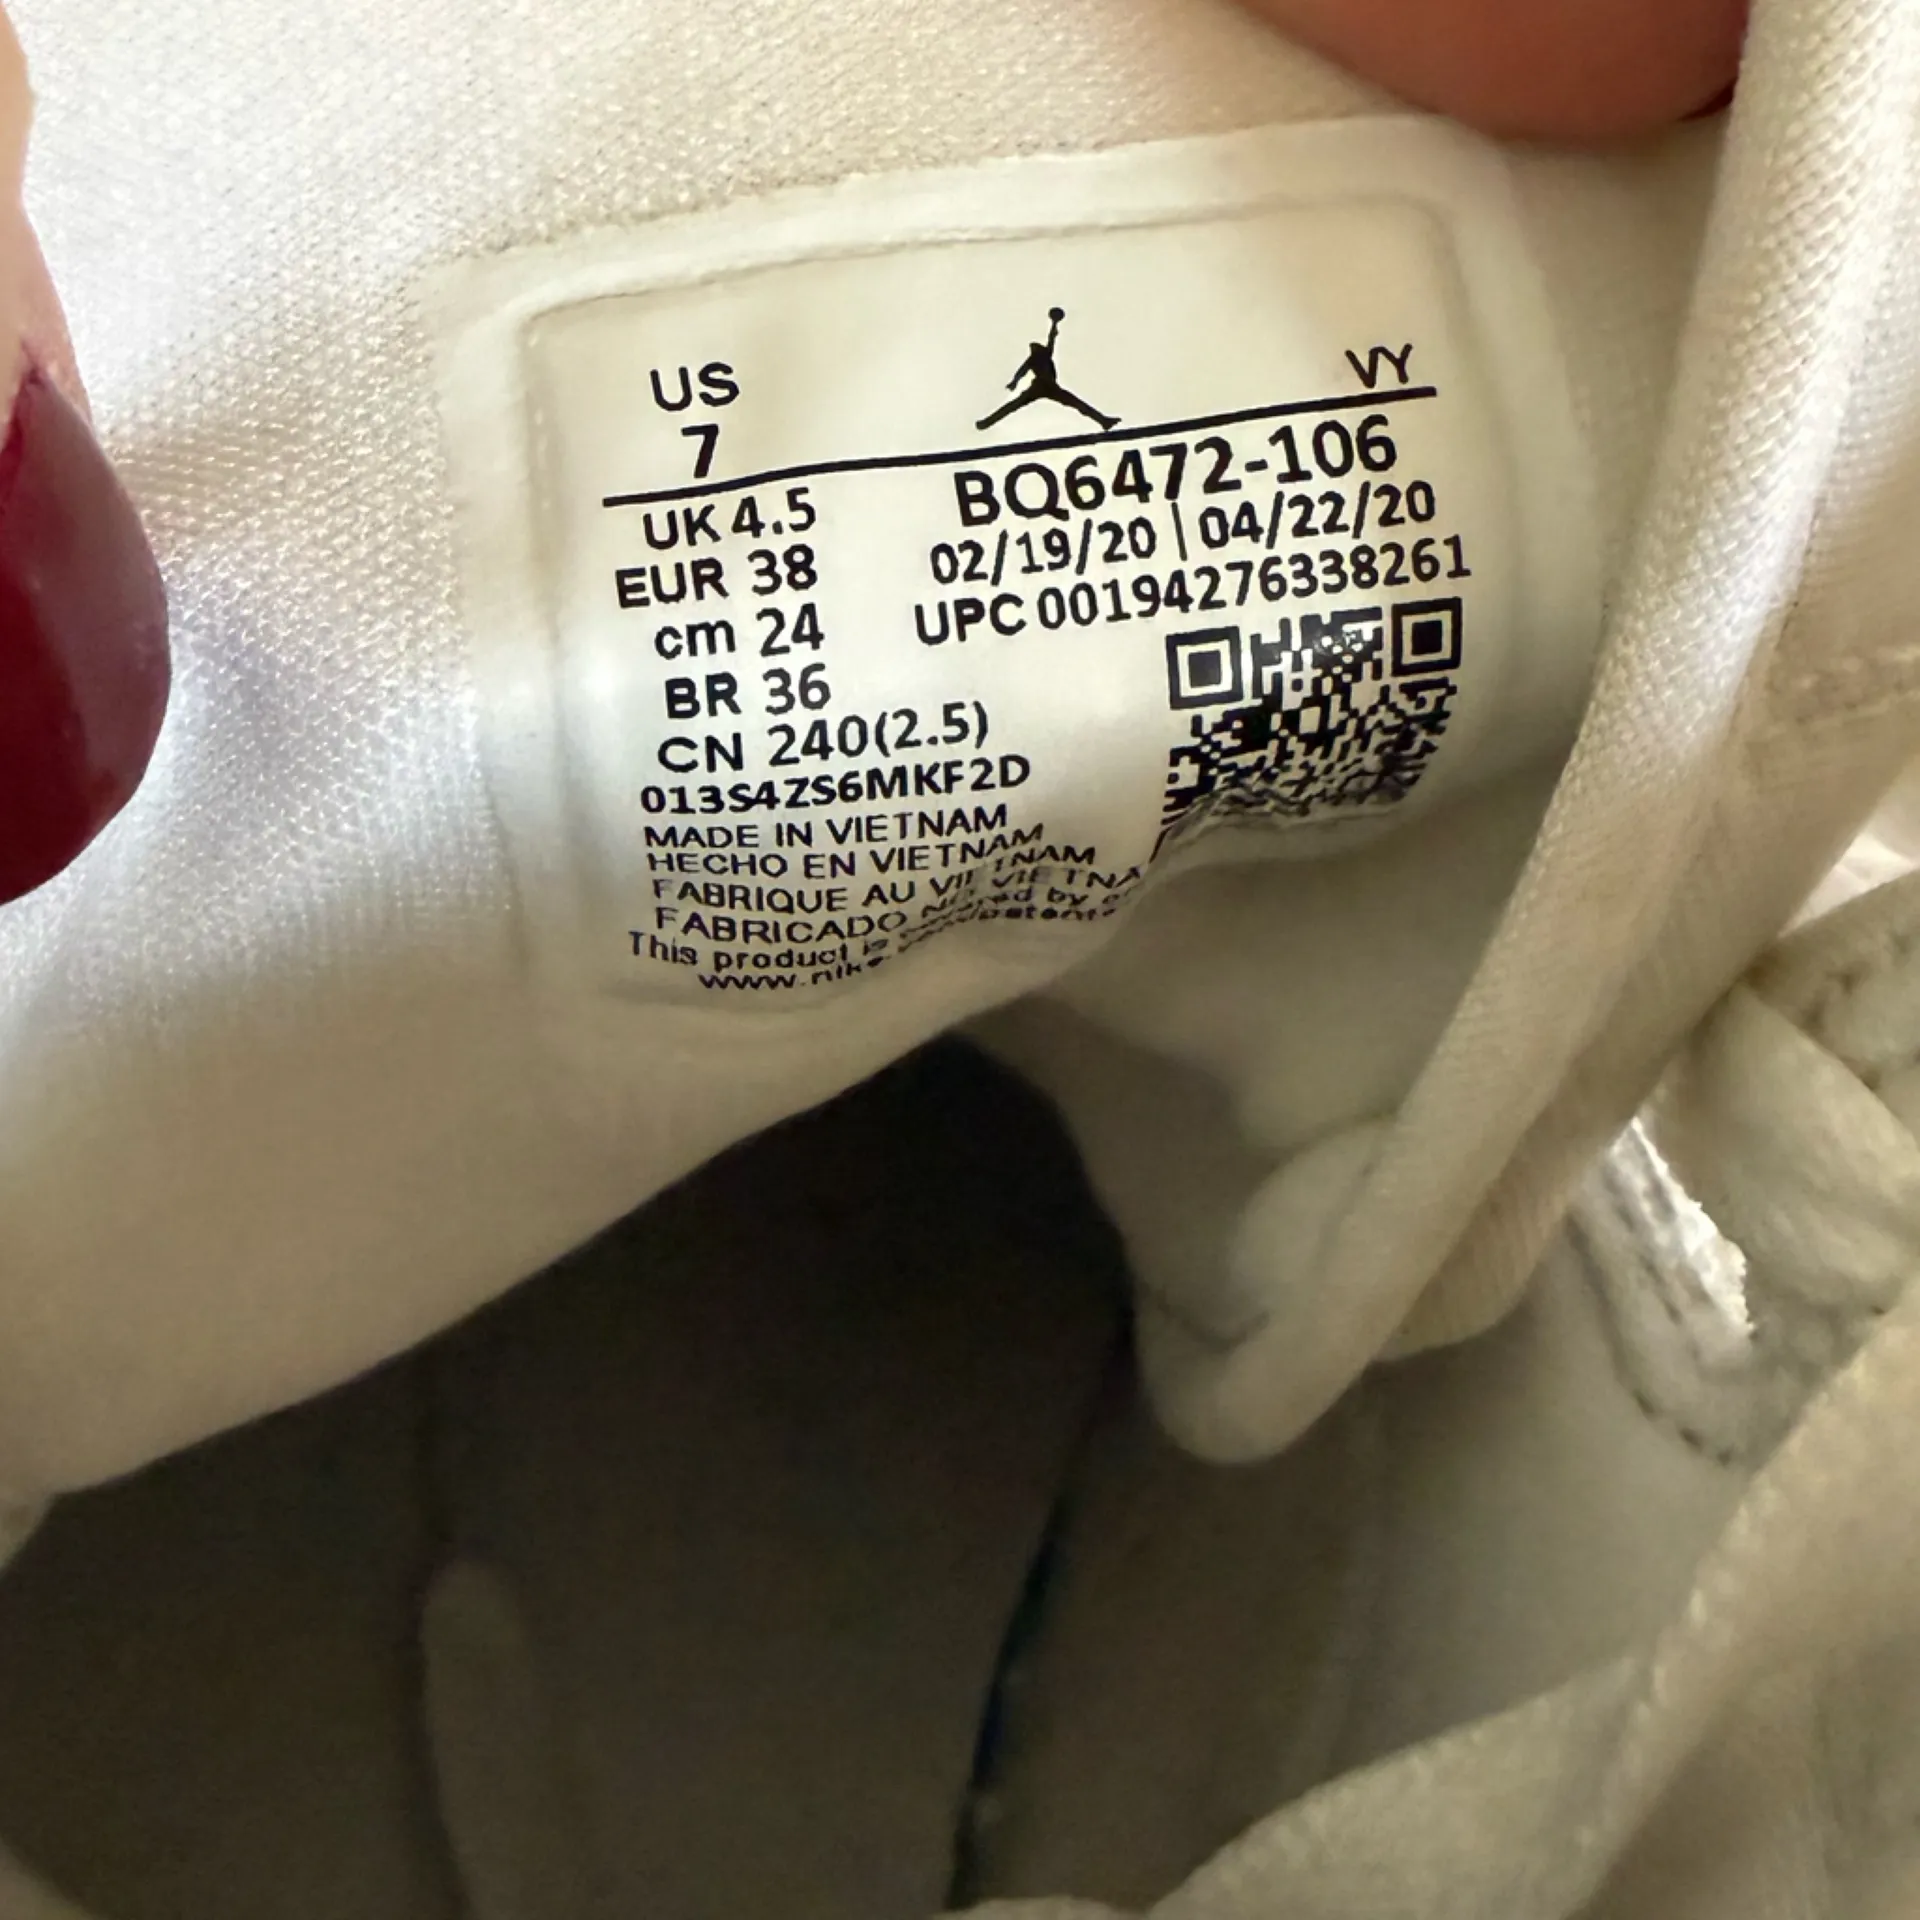 US
7
VY
UK 4.5
EUR 38
cm 24
BR 36
CN 240(2.5)
BQ6472-106
02/19/20 | 04/22/20
UPC 00194276338261
013S4ZS6MKF2D
MADE IN VIETNAM
HECHO EN VIETNAM
FABRIQUE AU
FABRICADO
This product is